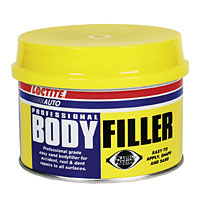 LOCTITE
AUTO
PROFESSIONAL
BODY FILLER
Professional grade
easy sand bodyfiller for
accident, rust & dent
repairs to all surfaces.
EASY TO
APPLY, SHAPE
AND SAND